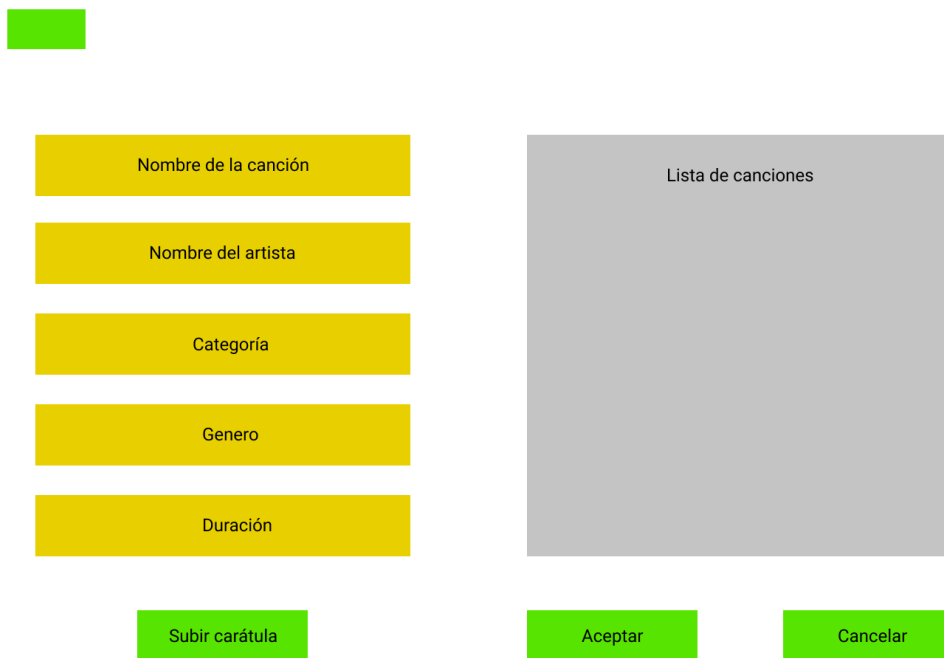 Nombre de la canción
Nombre del artista
Categoría
Genero
Duración
Subir carátula
Lista de canciones
Aceptar
Cancelar